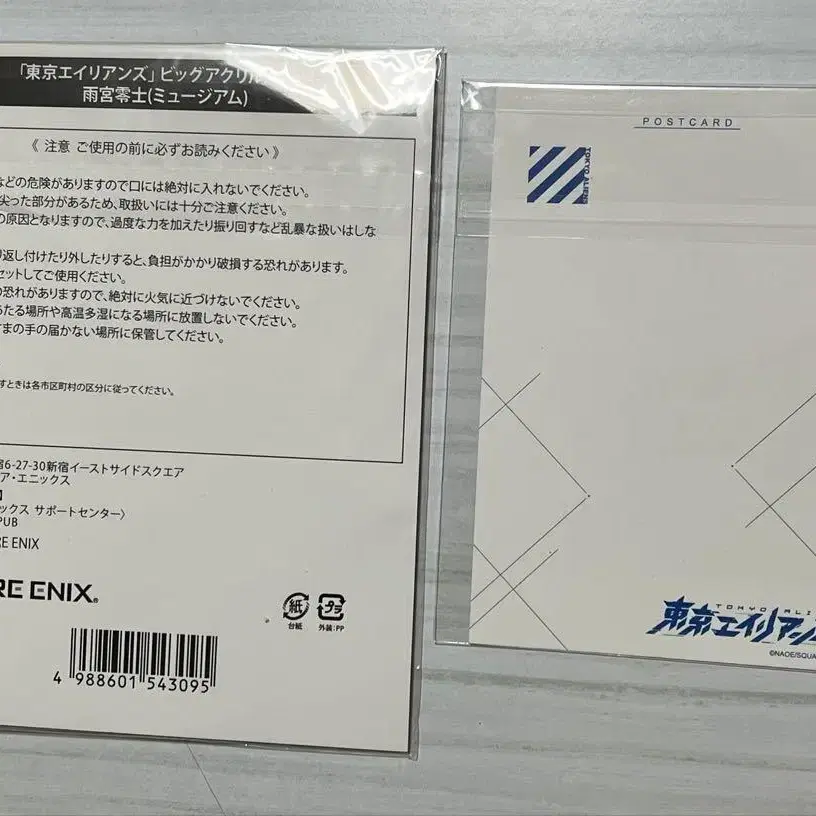 「東京エイリアンズ」ビッグアクリル
雨宮零士(ミュージアム)
《 注意 ご使用の前に必ずお読みください 》
などの危険がありますので口には絶対に入れないでください。
尖った部分があるため、取扱いには十分ご注意ください。
の原因となりますので、過度な力を加えたり振り回すなど乱暴な扱いはしな
り返し付けたり外したりすると、負担がかかり破損する恐れがあります。
セットしてご使用ください。
の恐れがありますので、絶対に火気に近づけないでください。
たる場所や高温多湿になる場所に放置しないでください。
さまの手の届かない場所に保管してください。
すときは各市区町村の区分に従ってください。
宿6-27-30新宿イーストサイドスクエア
ア・エニックス
】
ックス サポートセンター〉
PUB
RE ENIX
RE ENIX.
紙
台紙
プラ
外装:PP
4 988601 543095
POSTCARD
TOKYO ALIENS
TOKYO ALI
東京エイリアン
©NAOE/SQUA